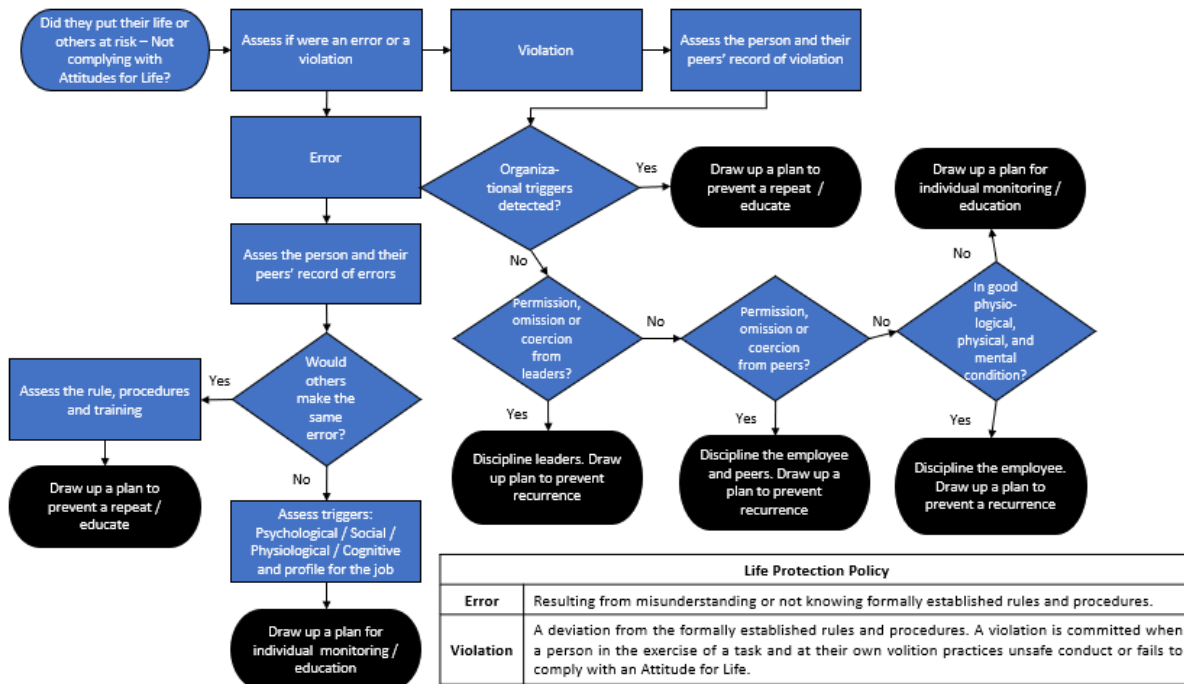 Did they put their life or
others at risk – Not
complying with
Attitudes for Life?
Assess if were an error or a
violation
Violation
Assess the person and their
peers' record of violation
Error
Organiza-
tional triggers
detected?
Yes
Draw up a plan to
prevent a repeat /
educate
Draw up a plan for
individual monitoring /
education
Asses the person and their
peers' record of errors
No
No
Permission,
omission or
coercion
from
leaders?
No
Permission,
omission or
coercion
from peers?
No
In good
physio-
logical,
physical, and
mental
condition?
Assess the rule, procedures
and training
Yes
Would
others
make the
same
error?
Yes
Yes
Yes
Discipline leaders. Draw
up plan to prevent
recurrence
Discipline the employee
and peers. Draw up a
plan to prevent
recurrence
Discipline the employee.
Draw up a plan to
prevent a recurrence
Draw up a plan to
prevent a repeat /
educate
No
Assess triggers:
Psychological / Social /
Physiological / Cognitive
and profile for the job
Draw up a plan for
individual monitoring /
education
Life Protection Policy
Error Resulting from misunderstanding or not knowing formally established rules and procedures.
Violation
A deviation from the formally established rules and procedures. A violation is committed when
a person in the exercise of a task and at their own volition practices unsafe conduct or fails to
comply with an Attitude for Life.